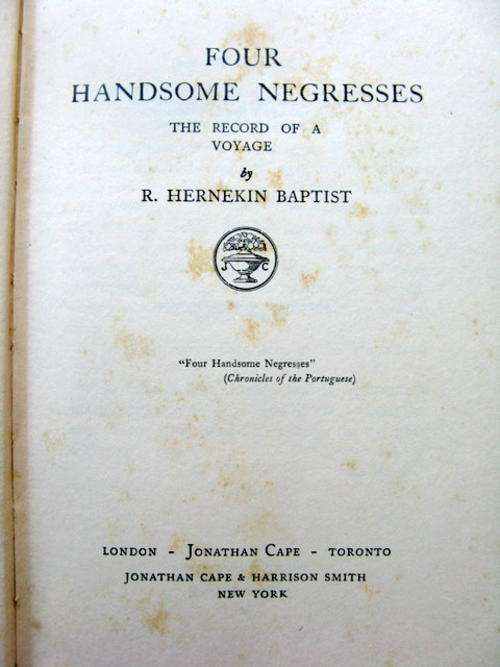 FOUR
HANDSOME NEGRESSES
THE RECORD OF A
VOYAGE
by
R. HERNEKIN BAPTIST
J C
"Four Handsome Negresses"
(Chronicles of the Portuguese)
LONDON - JONATHAN CAPE - TORONTO
JONATHAN CAPE & HARRISON SMITH
NEW YORK